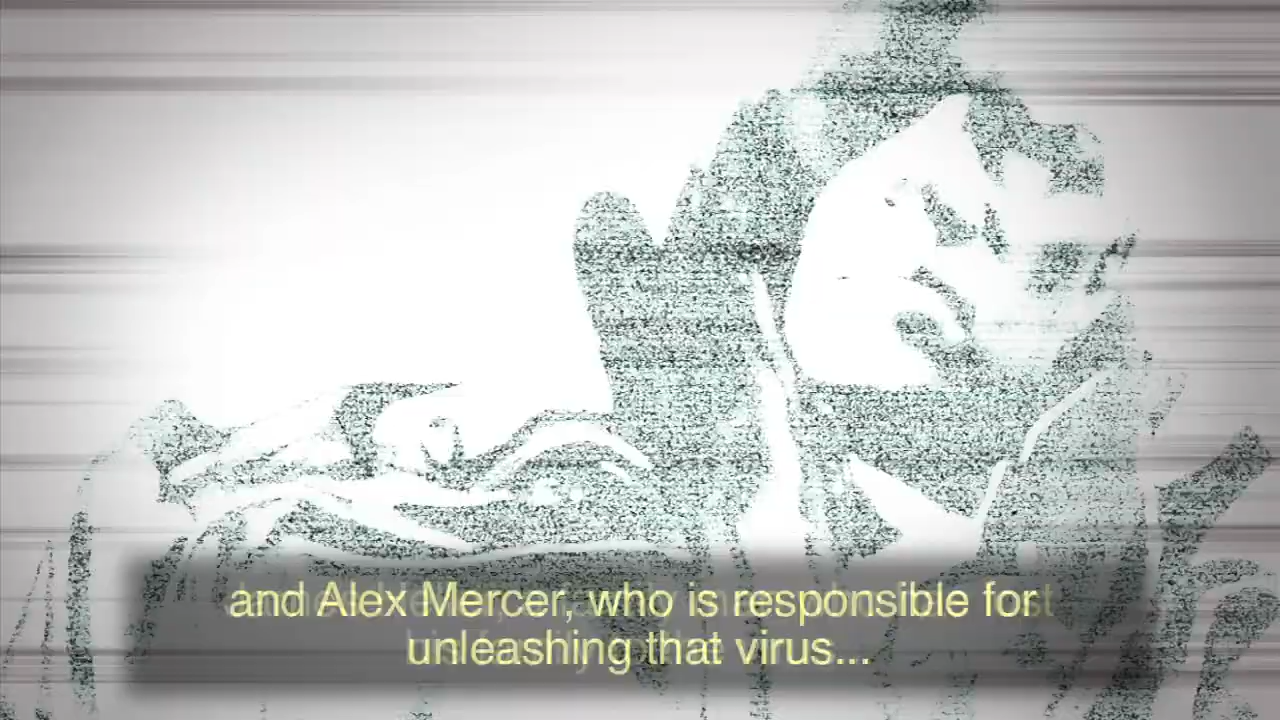 and Alex Mercer, who is responsible for
unleashing that virus...